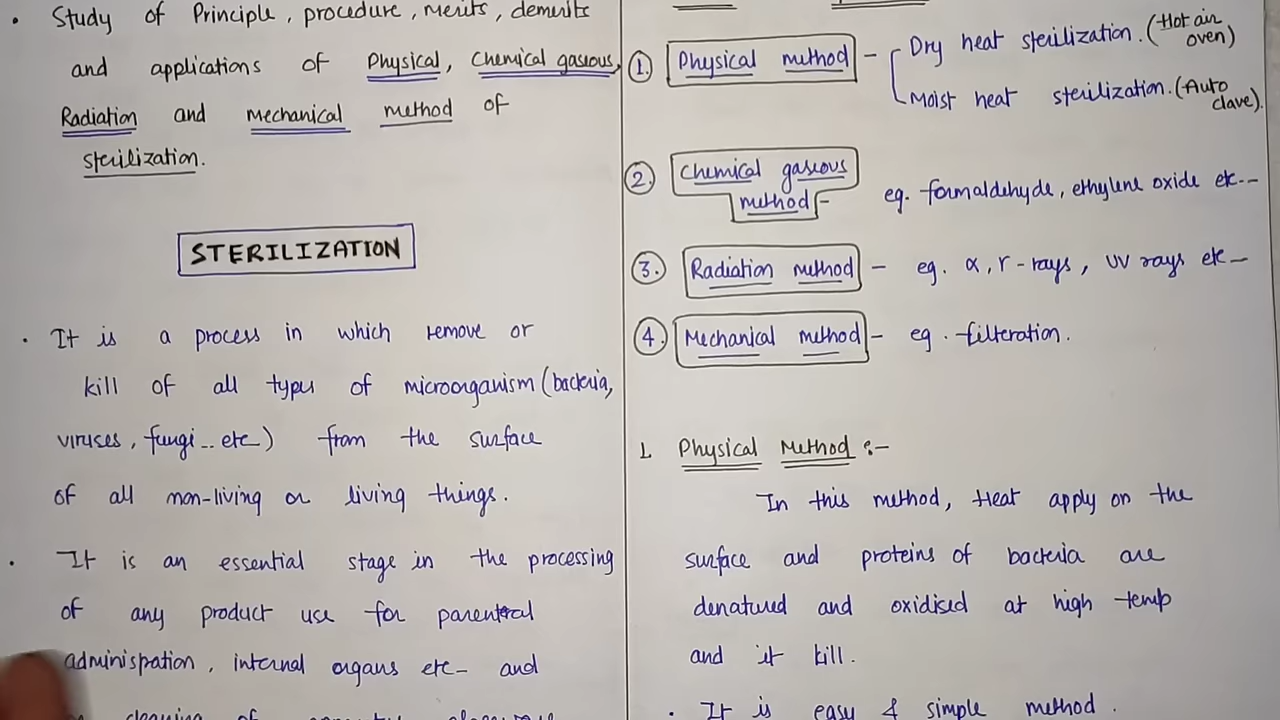 • Study of Principle, procedure, merits, demerits
and applications of Physical, Chemical gaseous,
Radiation and Mechanical method of
sterilization.
STERILIZATION
• It is a process in which remove or
kill of all types of microorganism (bacteria,
viruses, fungi .. etc) from the surface
of all non-living or living things.
• It is an essential stage in the processing
of any product use for parentral
administration, internal organs etc- and
cleaning of
① Physical method - Dry heat sterilization. (Hot air oven)
Moist heat sterilization. (Auto clave).
② Chemical gaseous method - eg. formaldehyde, ethylene oxide etc--
③. Radiation method - eg. α, r - rays, UV rays etc-
④. Mechanical method - eg. filteration.
1. Physical Method :-
In this method, Heat apply on the
surface and proteins of bacteria are
denatured and oxidised at high temp
and it kill.
• It is easy & simple method.